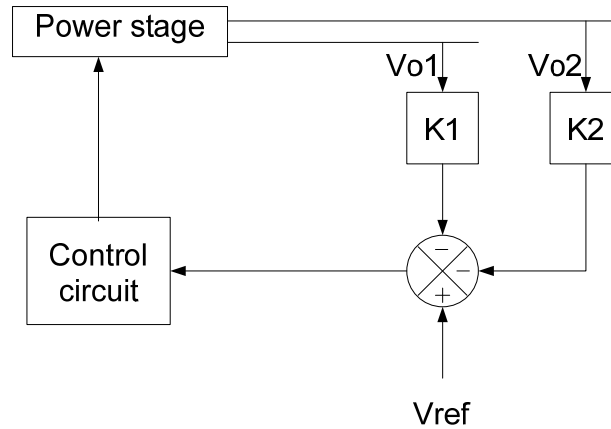 Power stage
Vo1
Vo2
K1
K2
−
−
+
Control
circuit
Vref